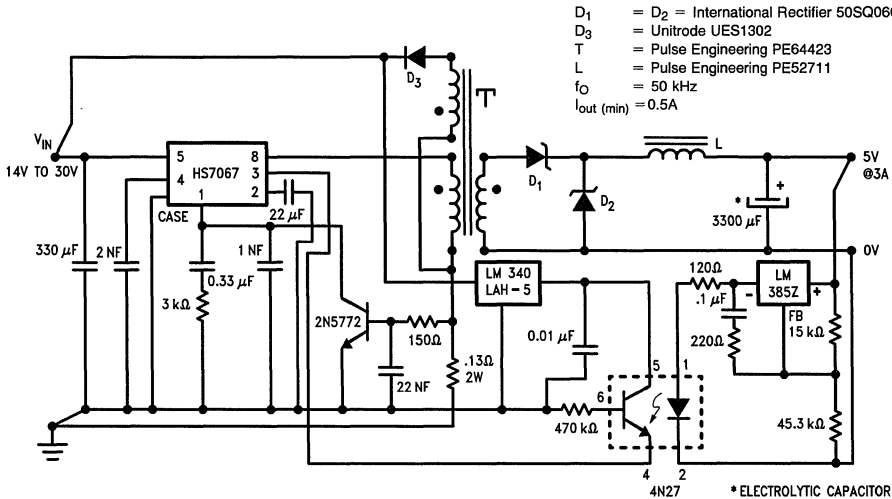 D1 = D2 = International Rectifier 50SQ06
D3 = Unitrode UES1302
T = Pulse Engineering PE64423
L = Pulse Engineering PE52711
fO = 50 kHz
Iout (min) = 0.5A
D3
T
L
VIN
14V TO 30V
5 HS7067 8
4 3
1 2
CASE
22 μF
D1
D2
*
+
3300 μF
5V
@3A
0V
330 μF
2 NF
0.33 μF
1 NF
3 kΩ
2N5772
150Ω
22 NF
.13Ω
2W
LM 340
LAH-5
0.01 μF
120Ω
.1 μF
220Ω
- LM +
385Z
FB
15 kΩ
45.3 kΩ
470 kΩ
6
5
1
4
2
4N27
* ELECTROLYTIC CAPACITOR